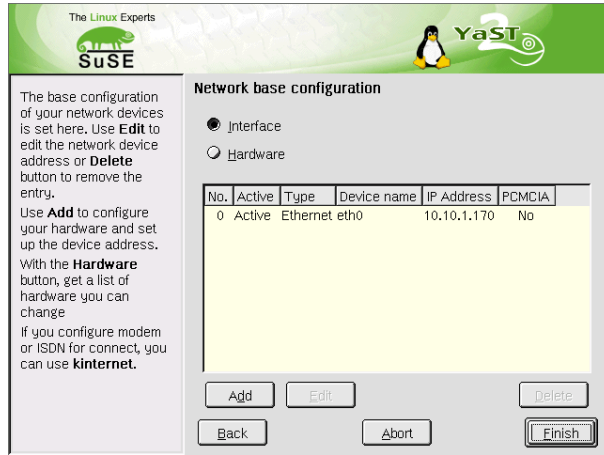 The Linux Experts
SuSE
YaST2
The base configuration
of your network devices
is set here. Use Edit to
edit the network device
address or Delete
button to remove the
entry.
Use Add to configure
your hardware and set
up the device address.
With the Hardware
button, get a list of
hardware you can
change
If you configure modem
or ISDN for connect, you
can use kinternet.
Network base configuration
Interface
Hardware
No. Active Type Device name IP Address PCMCIA
0 Active Ethernet eth0 10.10.1.170 No
Add Edit Delete
Back Abort Finish